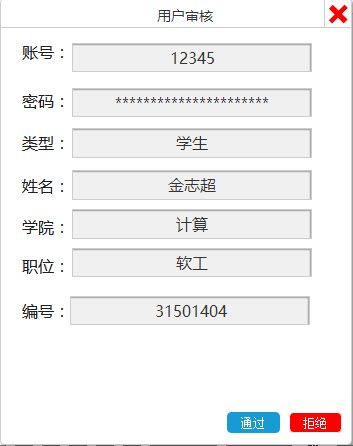 用户审核
账号： 12345
密码： **********************
类型： 学生
姓名： 金志超
学院： 计算
职位： 软工
编号： 31501404
通过 拒绝